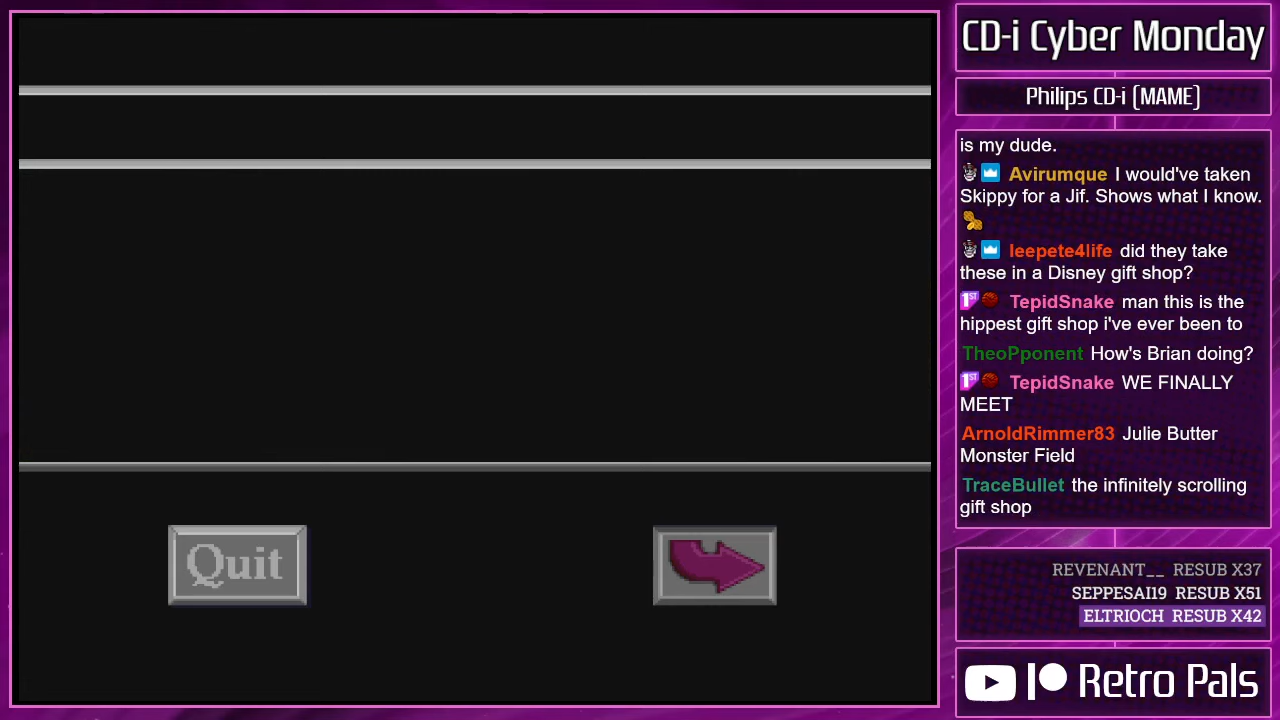 CD-i Cyber Monday
Philips CD-i [MAME]
is my dude.
Avirumque I would've taken
Skippy for a Jif. Shows what I know.
leepete4life did they take
these in a Disney gift shop?
1ST TepidSnake man this is the
hippest gift shop i've ever been to
TheoPponent How's Brian doing?
1ST TepidSnake WE FINALLY
MEET
ArnoldRimmer83 Julie Butter
Monster Field
TraceBullet the infinitely scrolling
gift shop
Quit
REVENANT__ RESUB X37
SEPPESAI19 RESUB X51
ELTRIOCH RESUB X42
Retro Pals